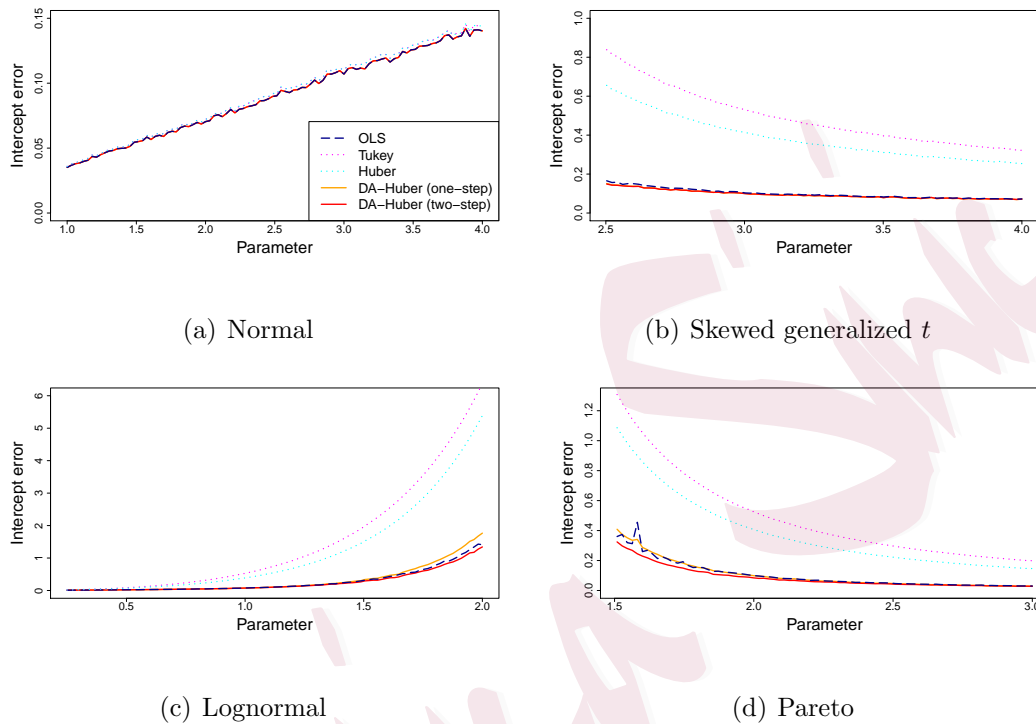 Intercept error
0.00 0.05 0.10 0.15
1.0 1.5 2.0 2.5 3.0 3.5 4.0
Parameter
OLS
Tukey
Huber
DA−Huber (one−step)
DA−Huber (two−step)
(a) Normal
Intercept error
0.0 0.2 0.4 0.6 0.8 1.0
2.5 3.0 3.5 4.0
Parameter
(b) Skewed generalized t
Intercept error
0 1 2 3 4 5 6
0.5 1.0 1.5 2.0
Parameter
(c) Lognormal
Intercept error
0.0 0.2 0.4 0.6 0.8 1.0 1.2
1.5 2.0 2.5 3.0
Parameter
(d) Pareto